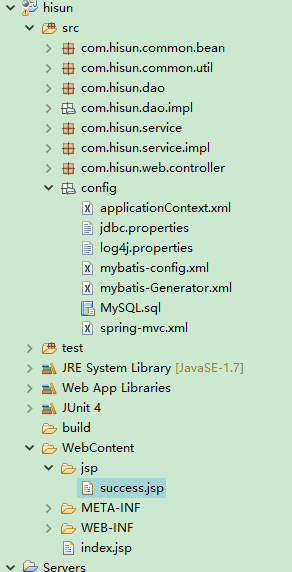 hisun
src
com.hisun.common.bean
com.hisun.common.util
com.hisun.dao
com.hisun.dao.impl
com.hisun.service
com.hisun.service.impl
com.hisun.web.controller
config
applicationContext.xml
jdbc.properties
log4j.properties
mybatis-config.xml
mybatis-Generator.xml
MySQL.sql
spring-mvc.xml
test
JRE System Library [JavaSE-1.7]
Web App Libraries
JUnit 4
build
WebContent
jsp
success.jsp
META-INF
WEB-INF
index.jsp
Servers